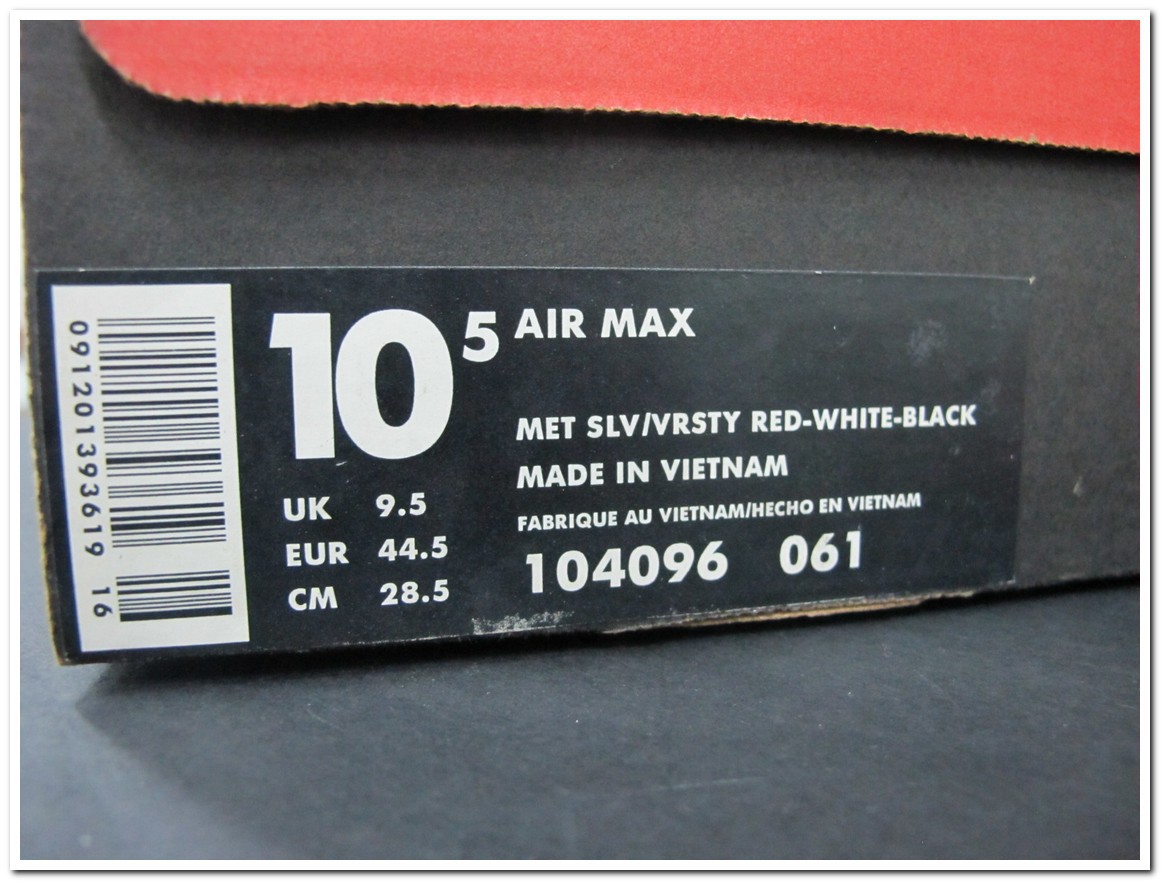 091201393619 16
10 5 AIR MAX
MET SLV/VRSTY RED-WHITE-BLACK
MADE IN VIETNAM
FABRIQUE AU VIETNAM/HECHO EN VIETNAM
104096 061
UK 9.5
EUR 44.5
CM 28.5